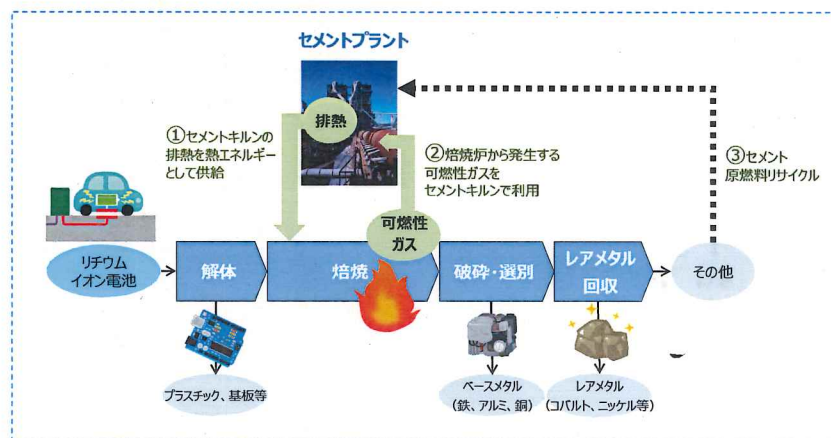 セメントプラント
排熱
①セメントキルンの
排熱を熱エネルギー
として供給
②焙焼炉から発生する
可燃性ガスを
セメントキルンで利用
③セメント
原燃料リサイクル
可燃性
ガス
リチウム
イオン電池
解体
焙焼
破砕・選別
レアメタル
回収
その他
プラスチック、基板等
ベースメタル
(鉄、アルミ、銅)
レアメタル
(コバルト、ニッケル等)